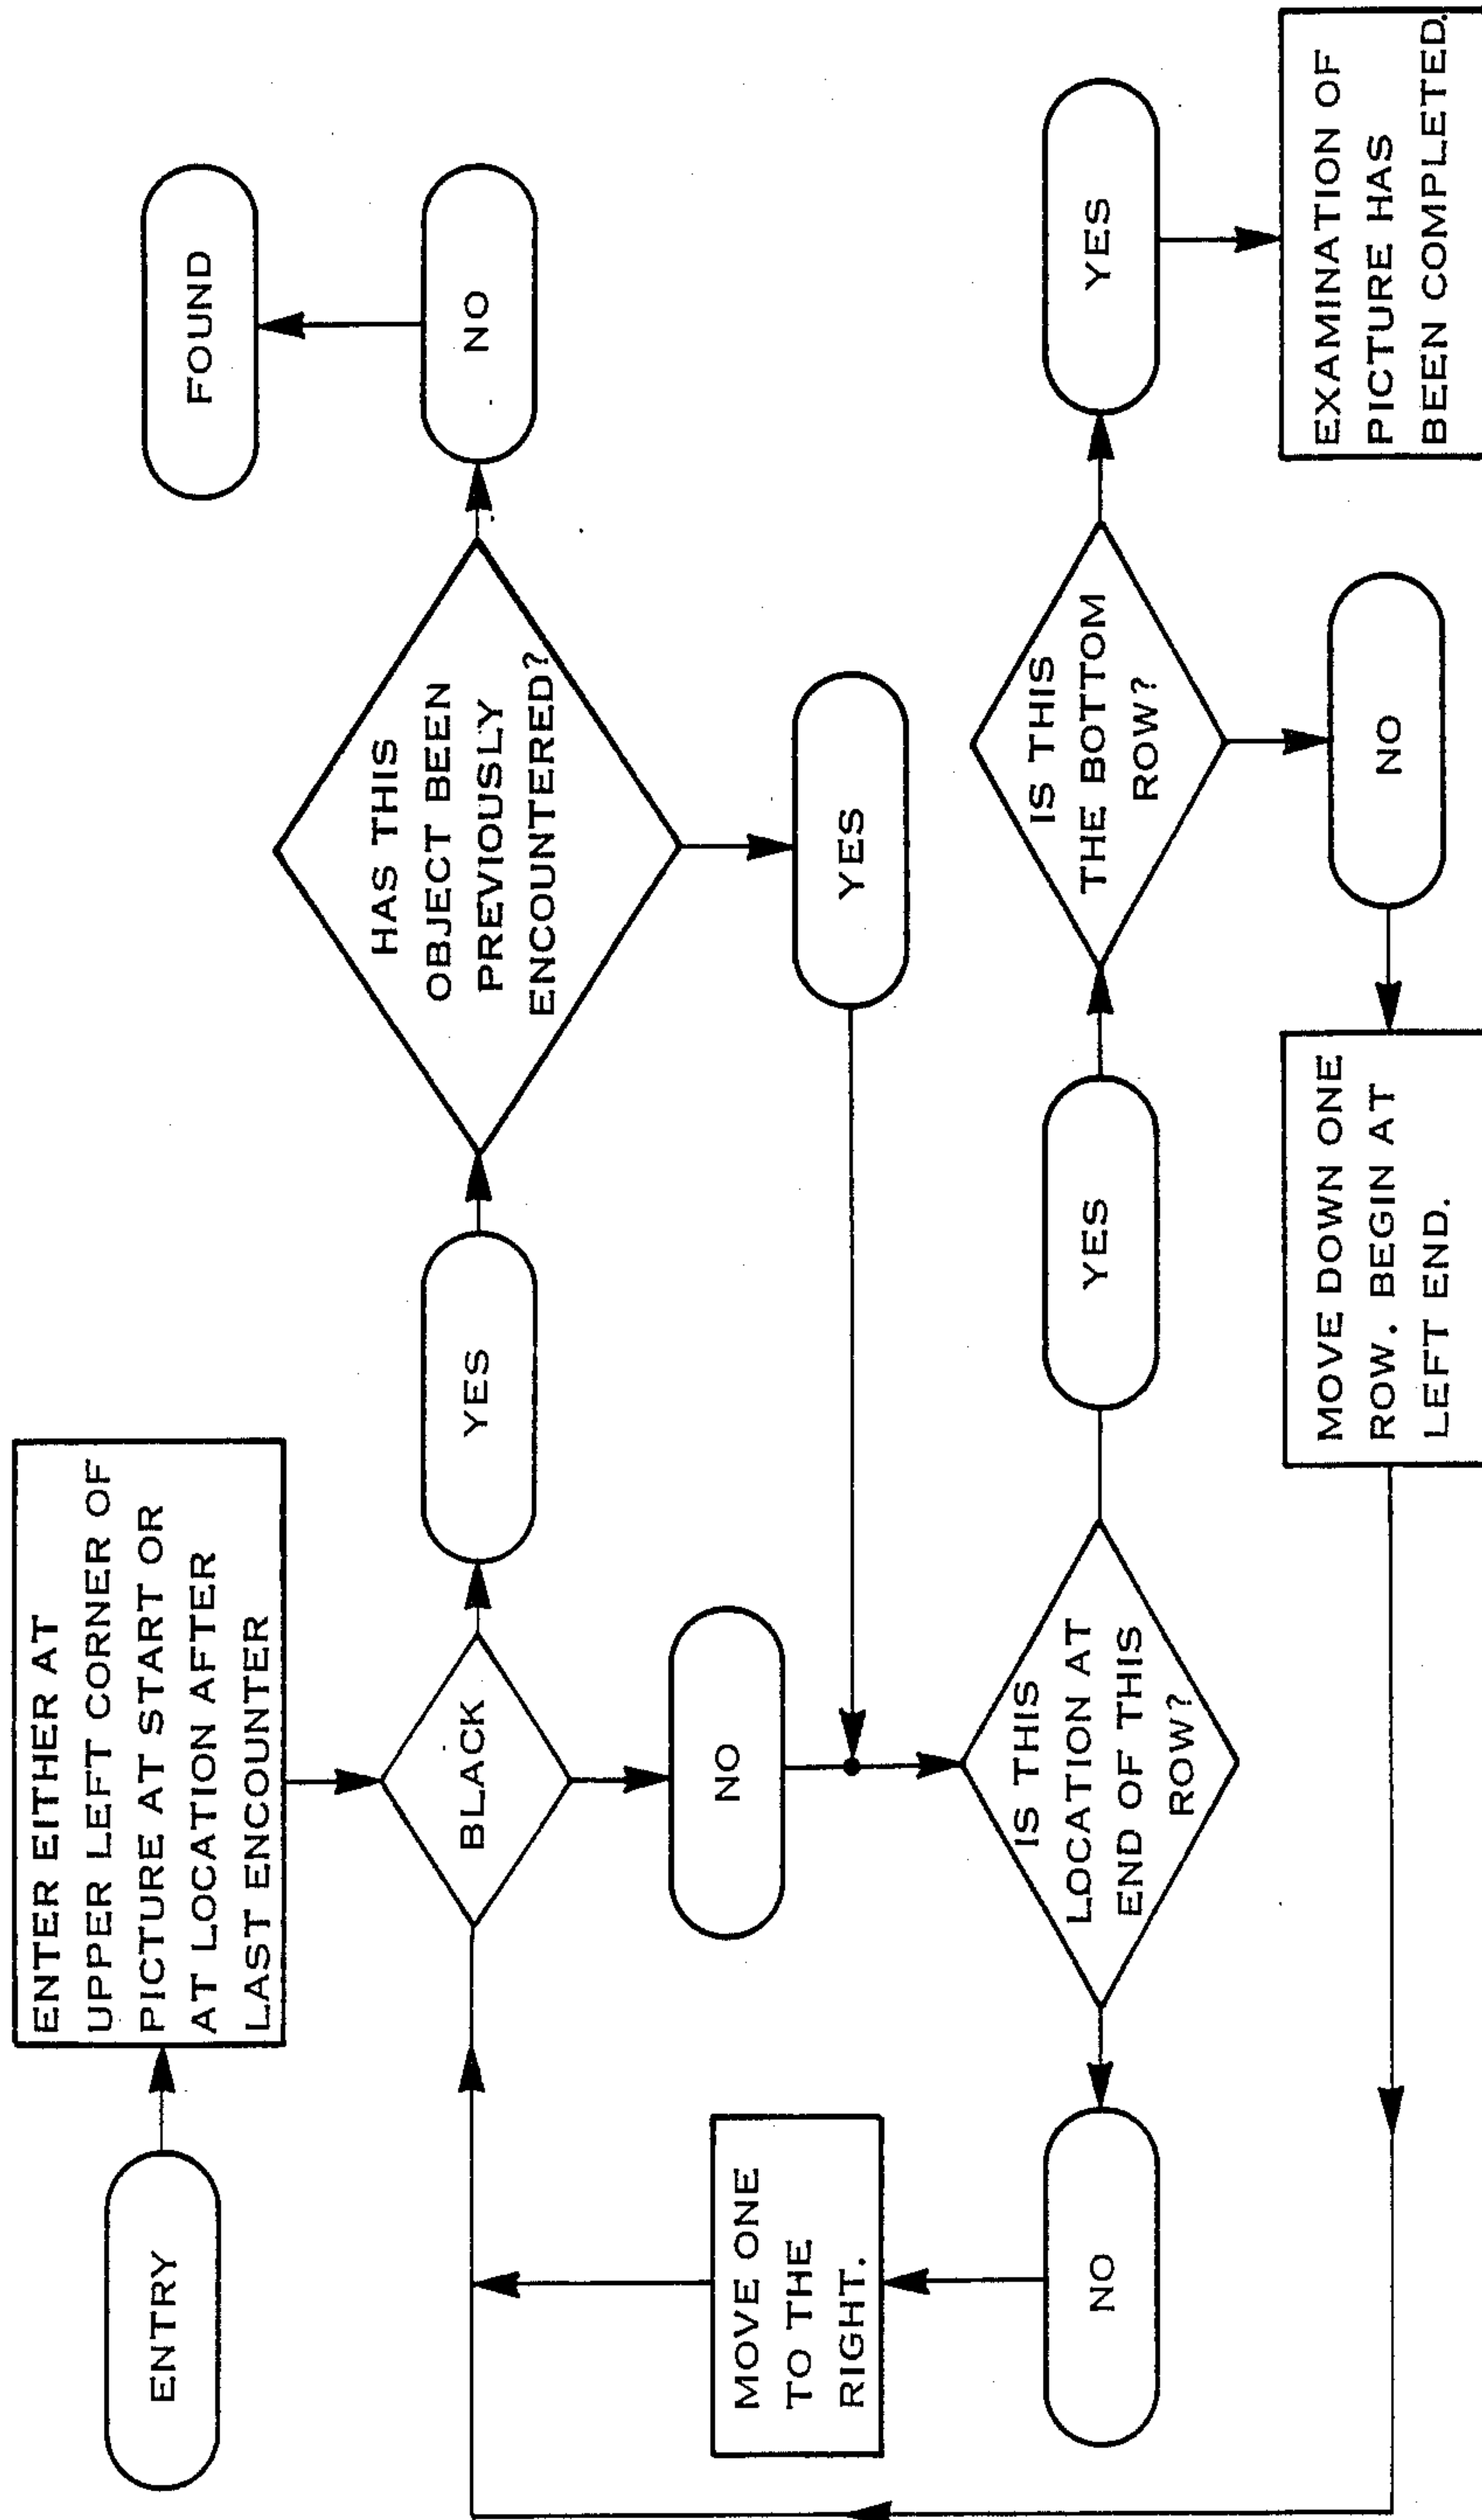 ENTRY
ENTER EITHER AT
UPPER LEFT CORNER OF
PICTURE AT START OR
AT LOCATION AFTER
LAST ENCOUNTER
BLACK
YES
HAS THIS
OBJECT BEEN
PREVIOUSLY
ENCOUNTERED?
NO
FOUND
YES
NO
IS THIS
LOCATION AT
END OF THIS
ROW?
NO
MOVE ONE
TO THE
RIGHT.
YES
IS THIS
THE BOTTOM
ROW?
YES
EXAMINATION OF
PICTURE HAS
BEEN COMPLETED.
NO
MOVE DOWN ONE
ROW. BEGIN AT
LEFT END.